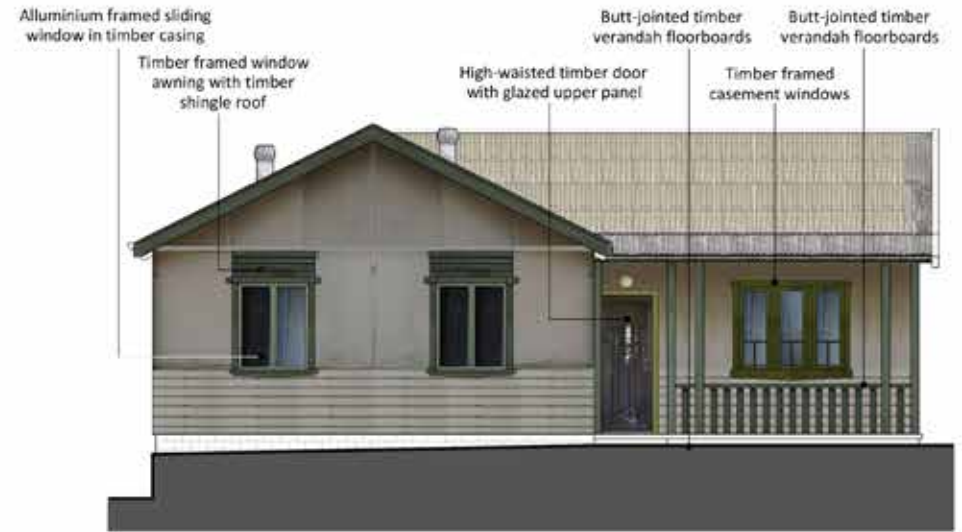 Alluminium framed sliding
window in timber casing
Timber framed window
awning with timber
shingle roof
High-waisted timber door
with glazed upper panel
Butt-jointed timber
verandah floorboards
Timber framed
casement windows
Butt-jointed timber
verandah floorboards